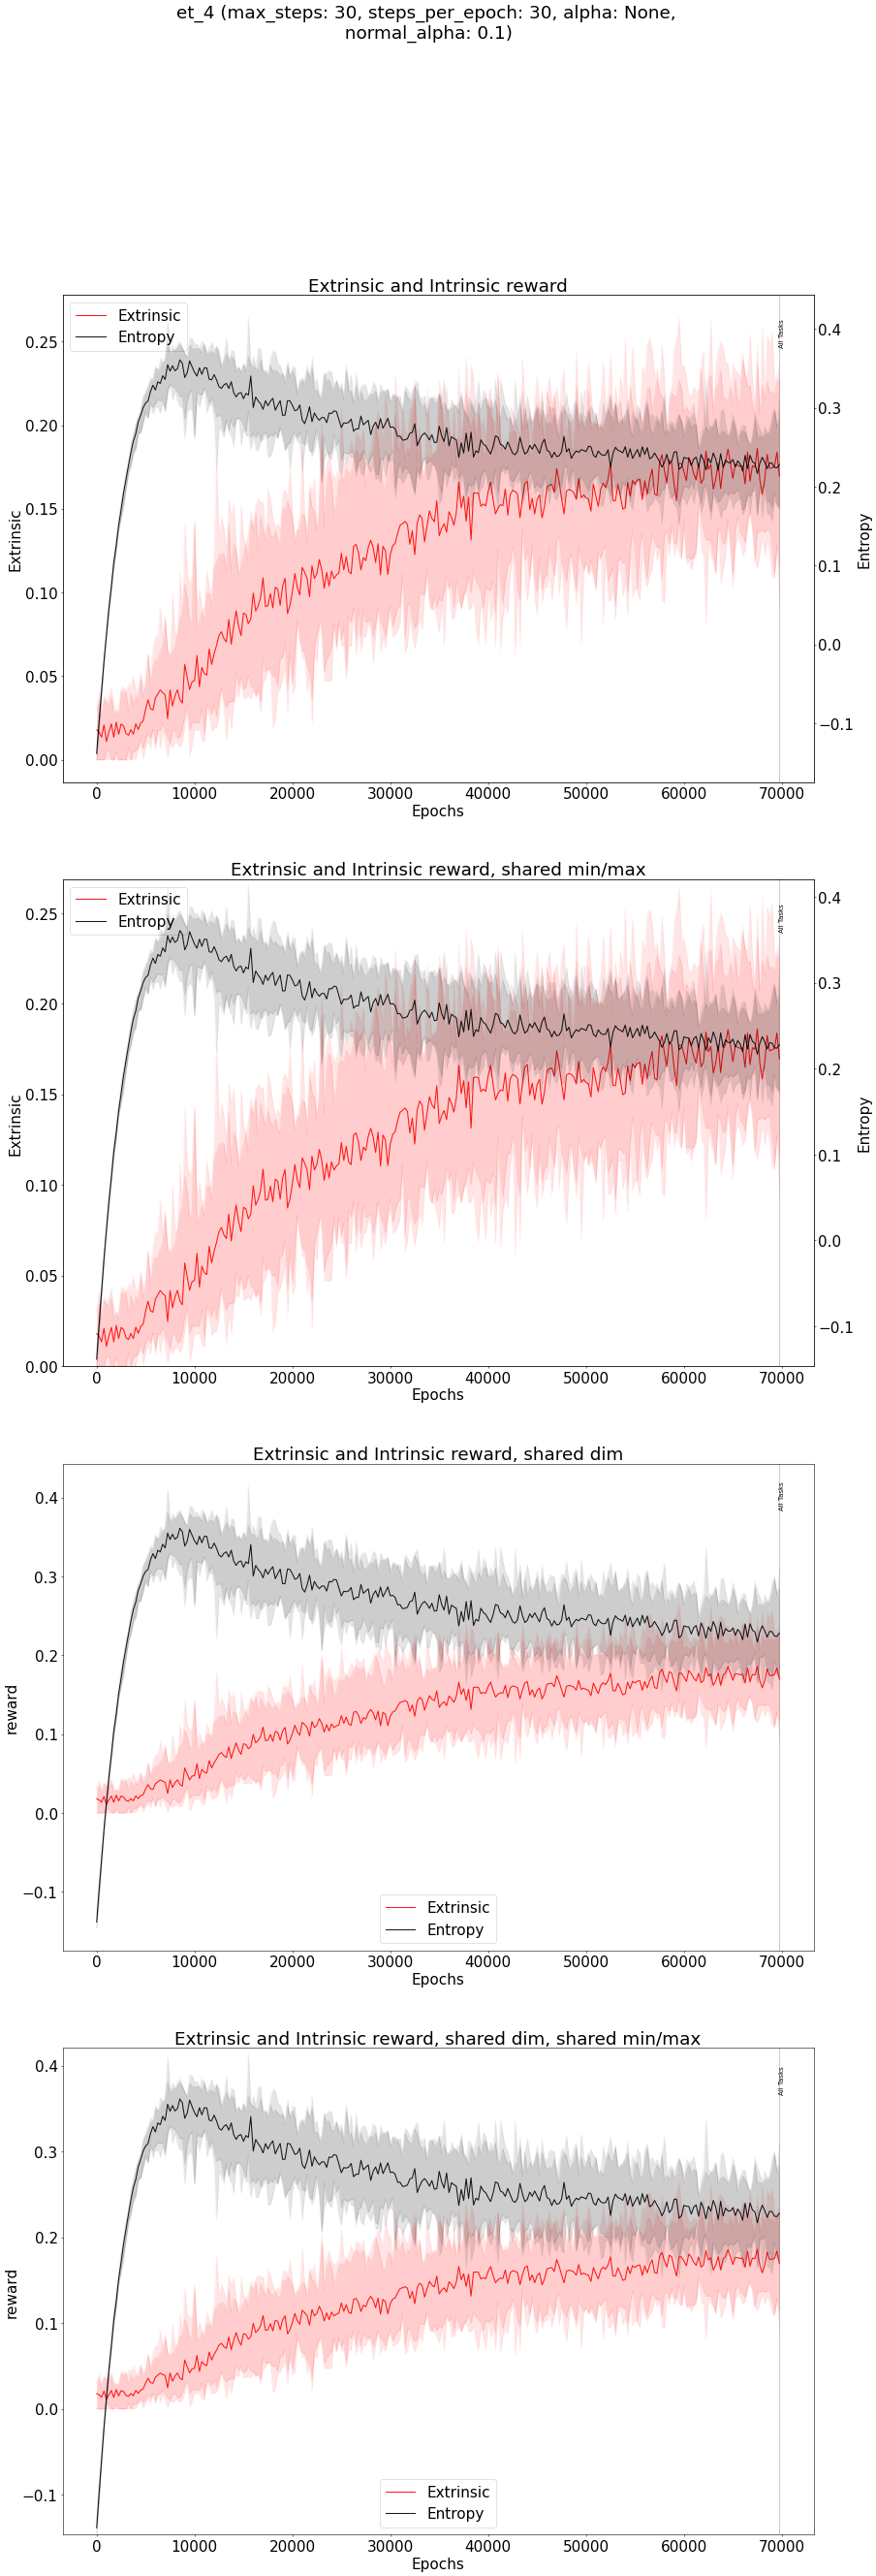 et_4 (max_steps: 30, steps_per_epoch: 30, alpha: None,
normal_alpha: 0.1)
Extrinsic and Intrinsic reward
Extrinsic
Entropy
All Tasks
0.25
0.20
0.15
0.10
0.05
0.00
Extrinsic
0.4
0.3
0.2
0.1
0.0
−0.1
Entropy
0 10000 20000 30000 40000 50000 60000 70000
Epochs
Extrinsic and Intrinsic reward, shared min/max
Extrinsic
Entropy
All Tasks
0.25
0.20
0.15
0.10
0.05
0.00
Extrinsic
0.4
0.3
0.2
0.1
0.0
−0.1
Entropy
0 10000 20000 30000 40000 50000 60000 70000
Epochs
Extrinsic and Intrinsic reward, shared dim
All Tasks
0.4
0.3
0.2
0.1
0.0
−0.1
reward
Extrinsic
Entropy
0 10000 20000 30000 40000 50000 60000 70000
Epochs
Extrinsic and Intrinsic reward, shared dim, shared min/max
All Tasks
0.4
0.3
0.2
0.1
0.0
−0.1
reward
Extrinsic
Entropy
0 10000 20000 30000 40000 50000 60000 70000
Epochs